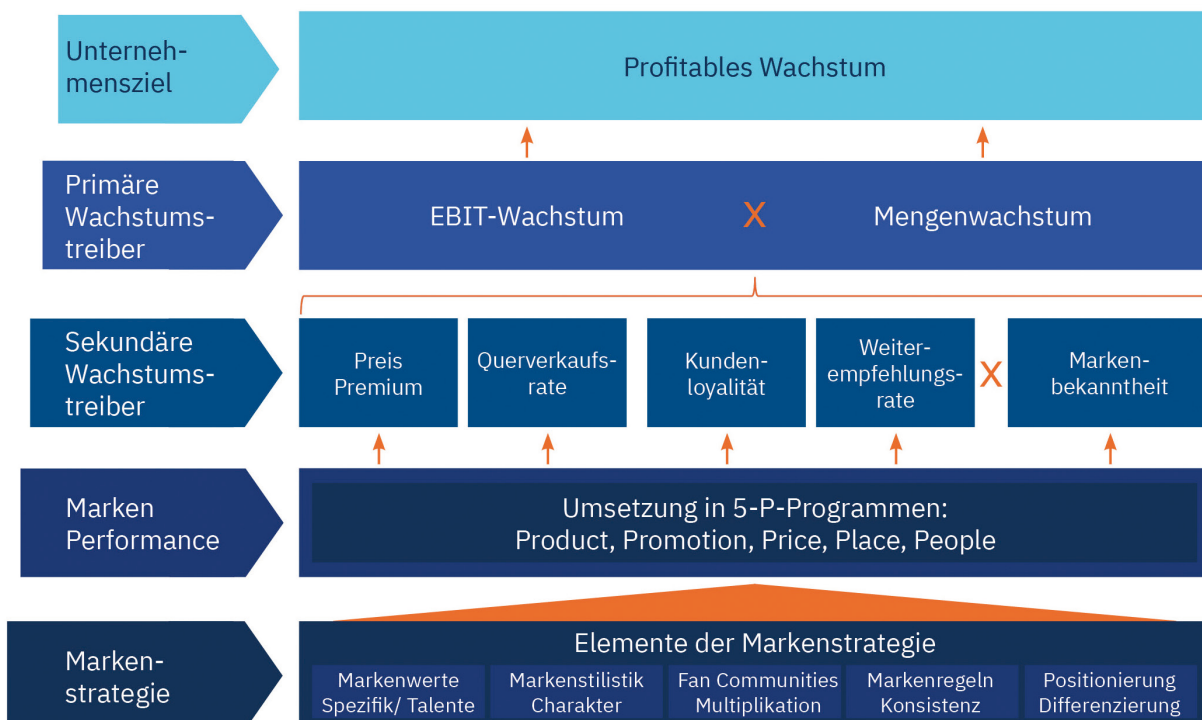 Unterneh-
mensziel
Profitables Wachstum
Primäre
Wachstums-
treiber
EBIT-Wachstum X Mengenwachstum
Sekundäre
Wachstums-
treiber
Preis
Premium
Querverkaufs-
rate
Kunden-
loyalität
Weiter-
empfehlungs-
rate
X
Marken-
bekanntheit
Marken
Performance
Umsetzung in 5-P-Programmen:
Product, Promotion, Price, Place, People
Marken-
strategie
Elemente der Markenstrategie
Markenwerte
Spezifik/ Talente
Markenstilistik
Charakter
Fan Communities
Multiplikation
Markenregeln
Konsistenz
Positionierung
Differenzierung